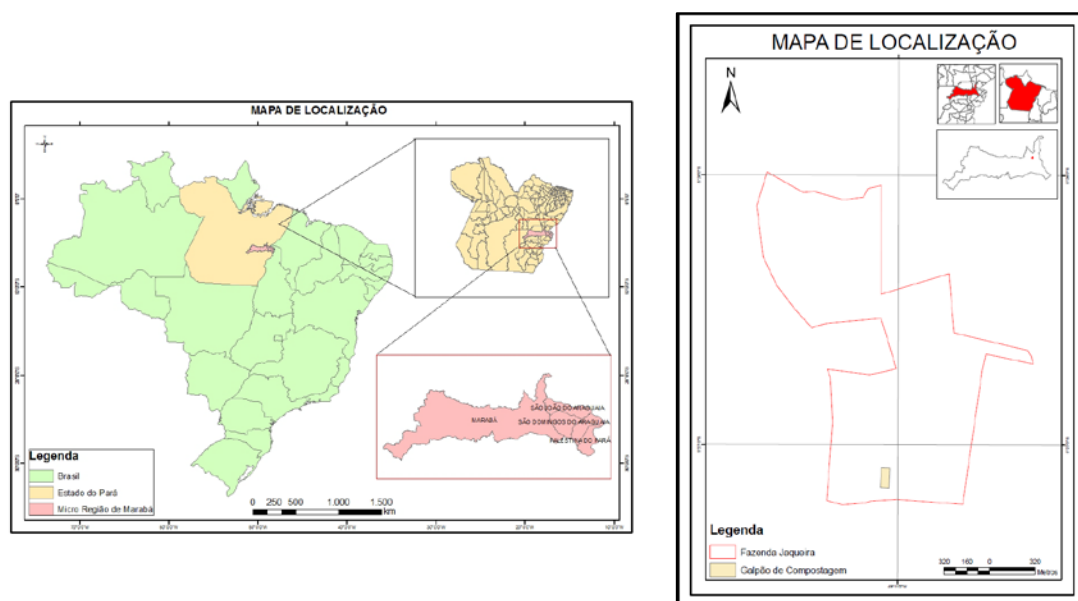 MAPA DE LOCALIZAÇÃO
MARABÁ
SÃO JOÃO DO ARAGUAIA
SÃO DOMINGOS DO ARAGUAIA
PALESTINA DO PARÁ
Legenda
Brasil
Estado do Pará
Micro Região de Marabá
0 250 500 1.000 1.500
km
MAPA DE LOCALIZAÇÃO
N
Legenda
Fazenda Jaqueira
Galpão de Compostagem
320 160 0 320
Metros